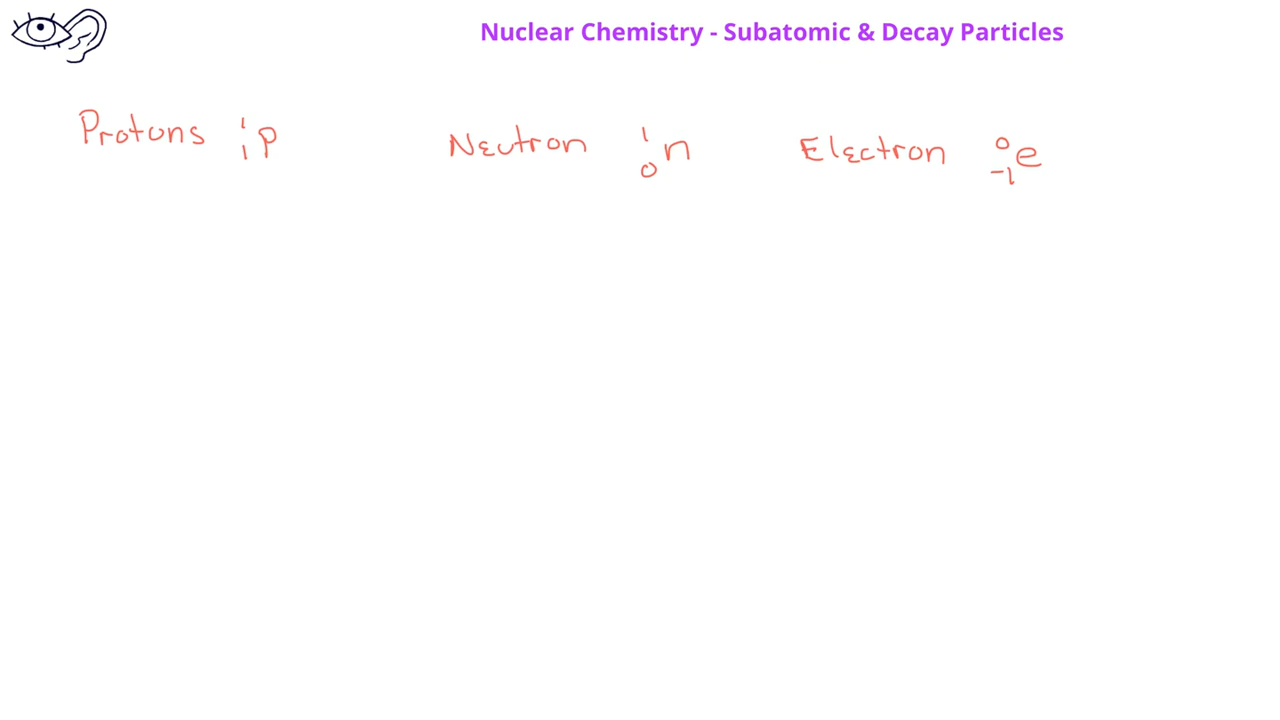 Nuclear Chemistry - Subatomic & Decay Particles
Protons ¹₁p Neutron ¹₀n Electron ⁰₋₁e